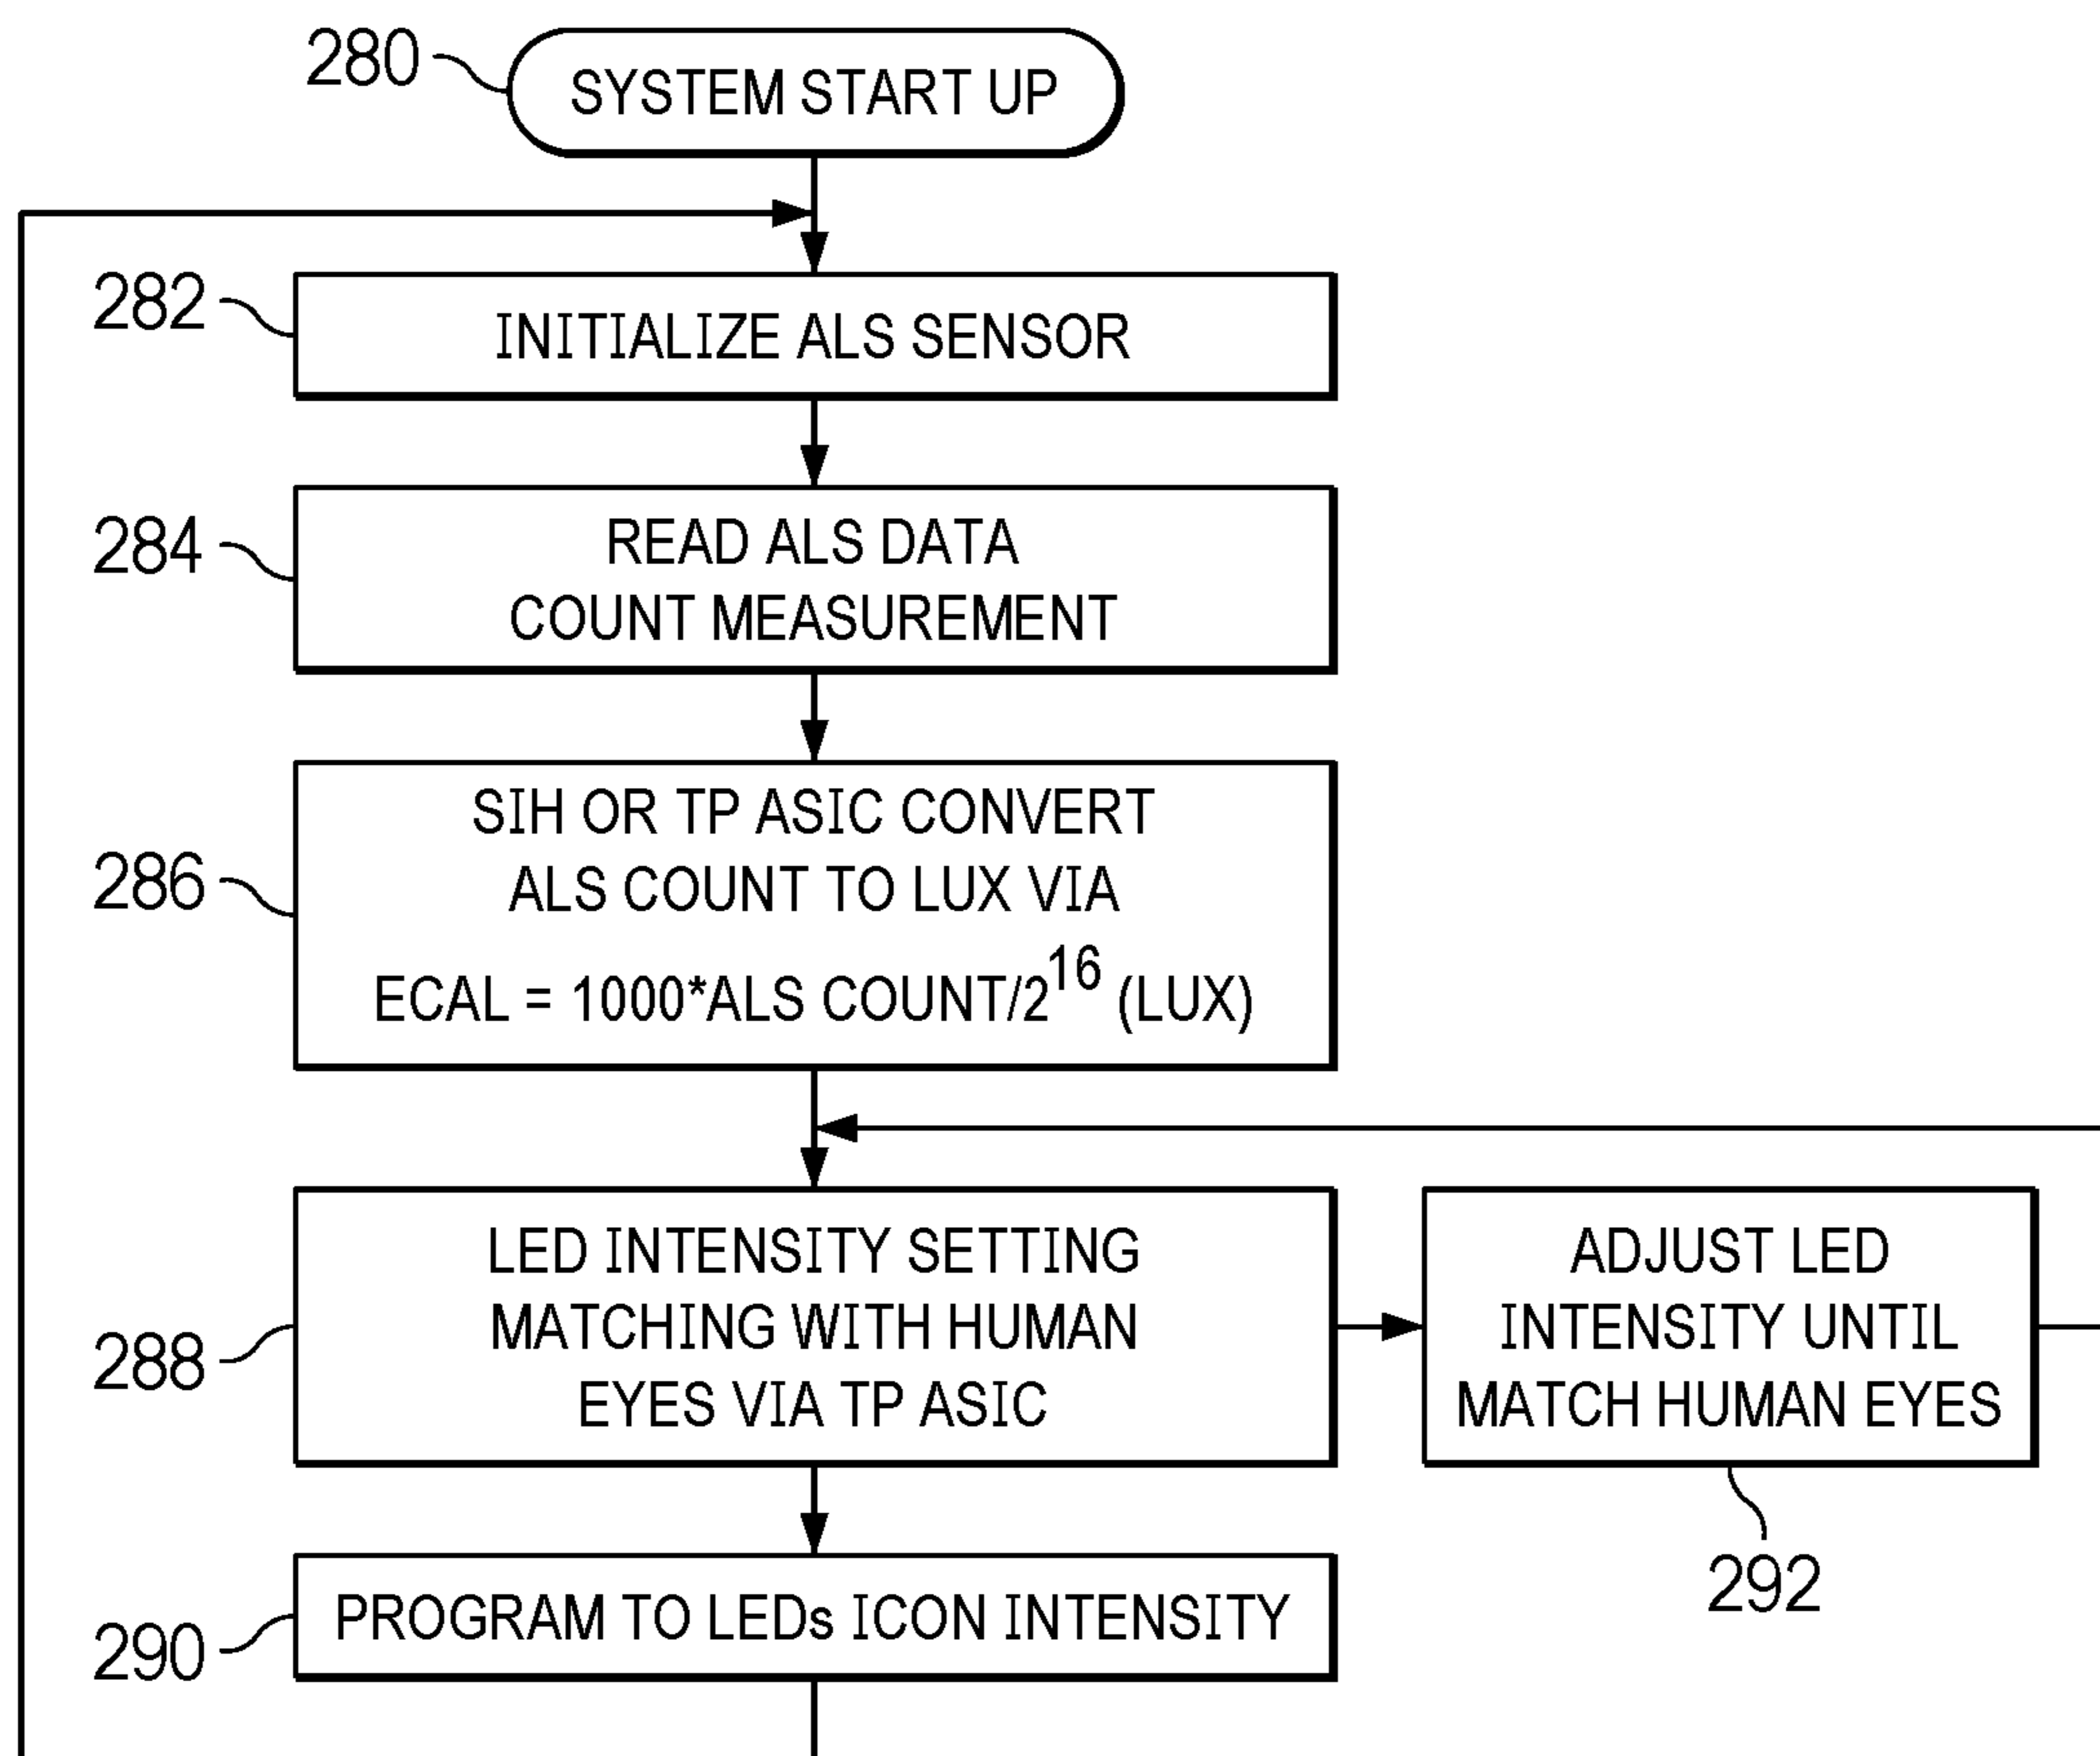 280
SYSTEM START UP
282
INITIALIZE ALS SENSOR
284
READ ALS DATA
COUNT MEASUREMENT
286
SIH OR TP ASIC CONVERT
ALS COUNT TO LUX VIA
ECAL = 1000*ALS COUNT/2^16 (LUX)
288
LED INTENSITY SETTING
MATCHING WITH HUMAN
EYES VIA TP ASIC
ADJUST LED
INTENSITY UNTIL
MATCH HUMAN EYES
292
290
PROGRAM TO LEDs ICON INTENSITY